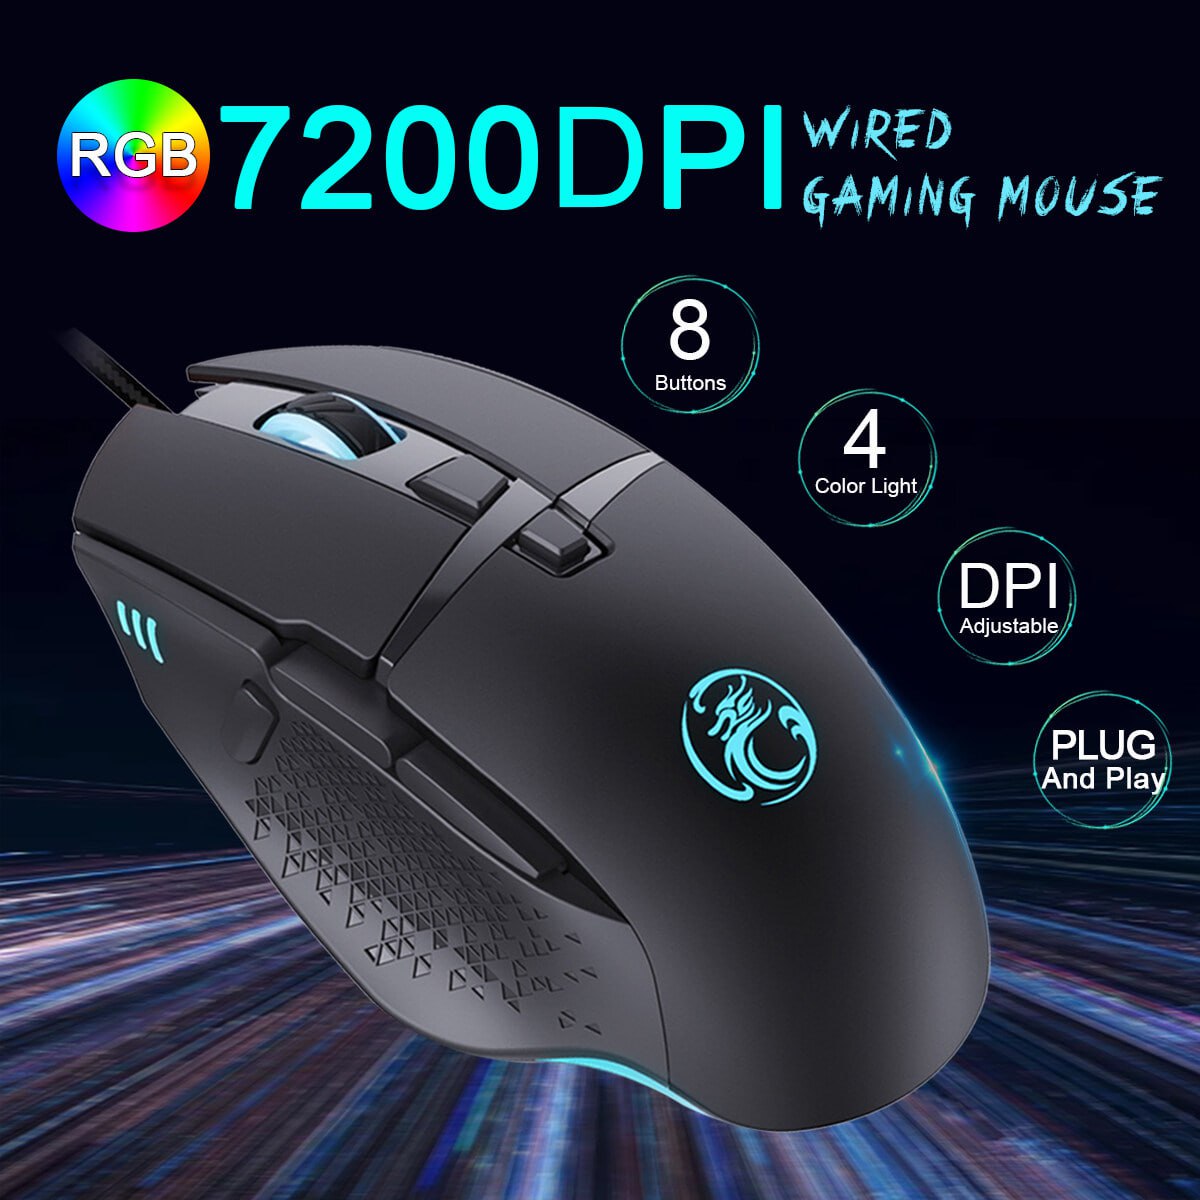 RGB
7200DPI
WIRED
GAMING MOUSE
8
Buttons
4
Color Light
DPI
Adjustable
PLUG
And Play